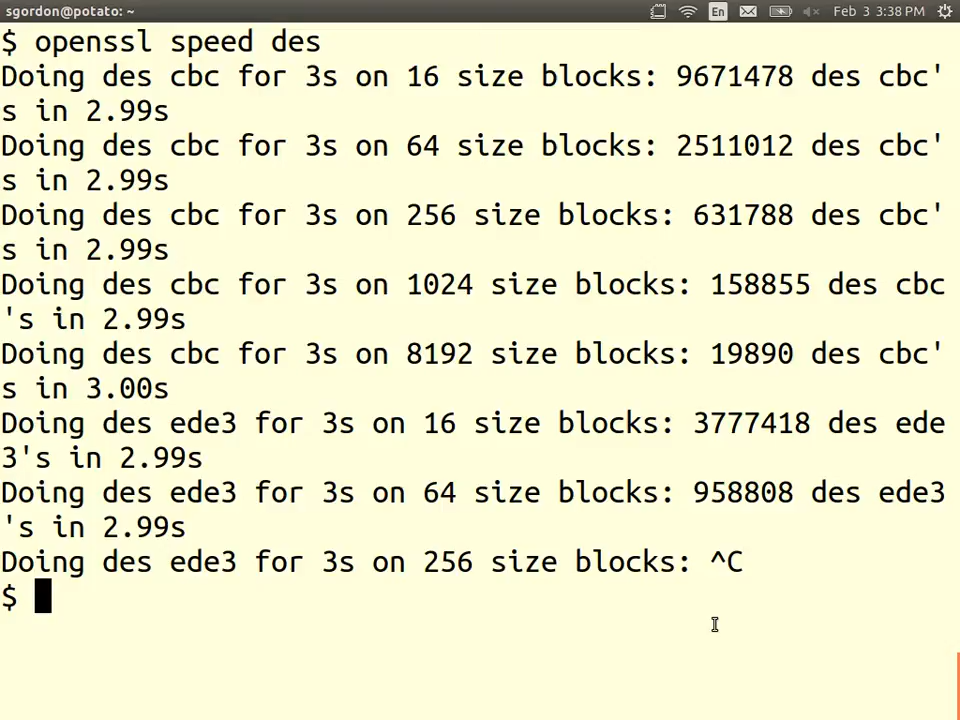 sgordon@potato: ~
En
Feb 3 3:38 PM
$ openssl speed des
Doing des cbc for 3s on 16 size blocks: 9671478 des cbc'
s in 2.99s
Doing des cbc for 3s on 64 size blocks: 2511012 des cbc'
s in 2.99s
Doing des cbc for 3s on 256 size blocks: 631788 des cbc'
s in 2.99s
Doing des cbc for 3s on 1024 size blocks: 158855 des cbc
's in 2.99s
Doing des cbc for 3s on 8192 size blocks: 19890 des cbc'
s in 3.00s
Doing des ede3 for 3s on 16 size blocks: 3777418 des ede
3's in 2.99s
Doing des ede3 for 3s on 64 size blocks: 958808 des ede3
's in 2.99s
Doing des ede3 for 3s on 256 size blocks: ^C
$